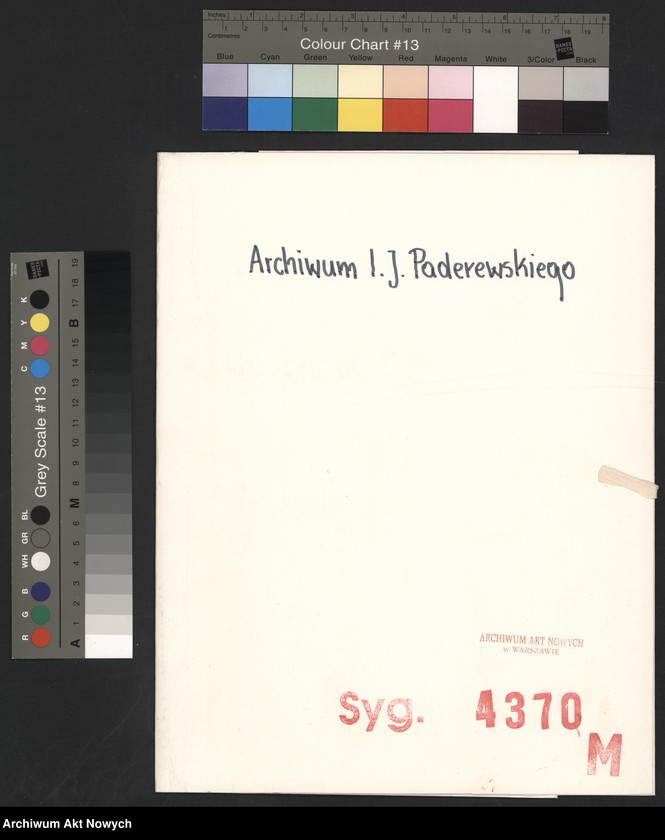 Inches 1 2 3 4 5 6 7 8
Centimetres 1 2 3 4 5 6 7 8 9 10 11 12 13 14 15 16 17 18 19
Colour Chart #13
Blue Cyan Green Yellow Red Magenta White 3/Color Black
DANES PICTA
Archiwum I. J. Paderewskiego
Grey Scale #13
C M Y K
R G B WH GR BL
A 1 2 3 4 5 6 M 8 9 10 11 12 13 14 15 B 17 18 19
ARCHIWUM AKT NOWYCH
w WARSZAWIE
Syg. 4370
M
Archiwum Akt Nowych